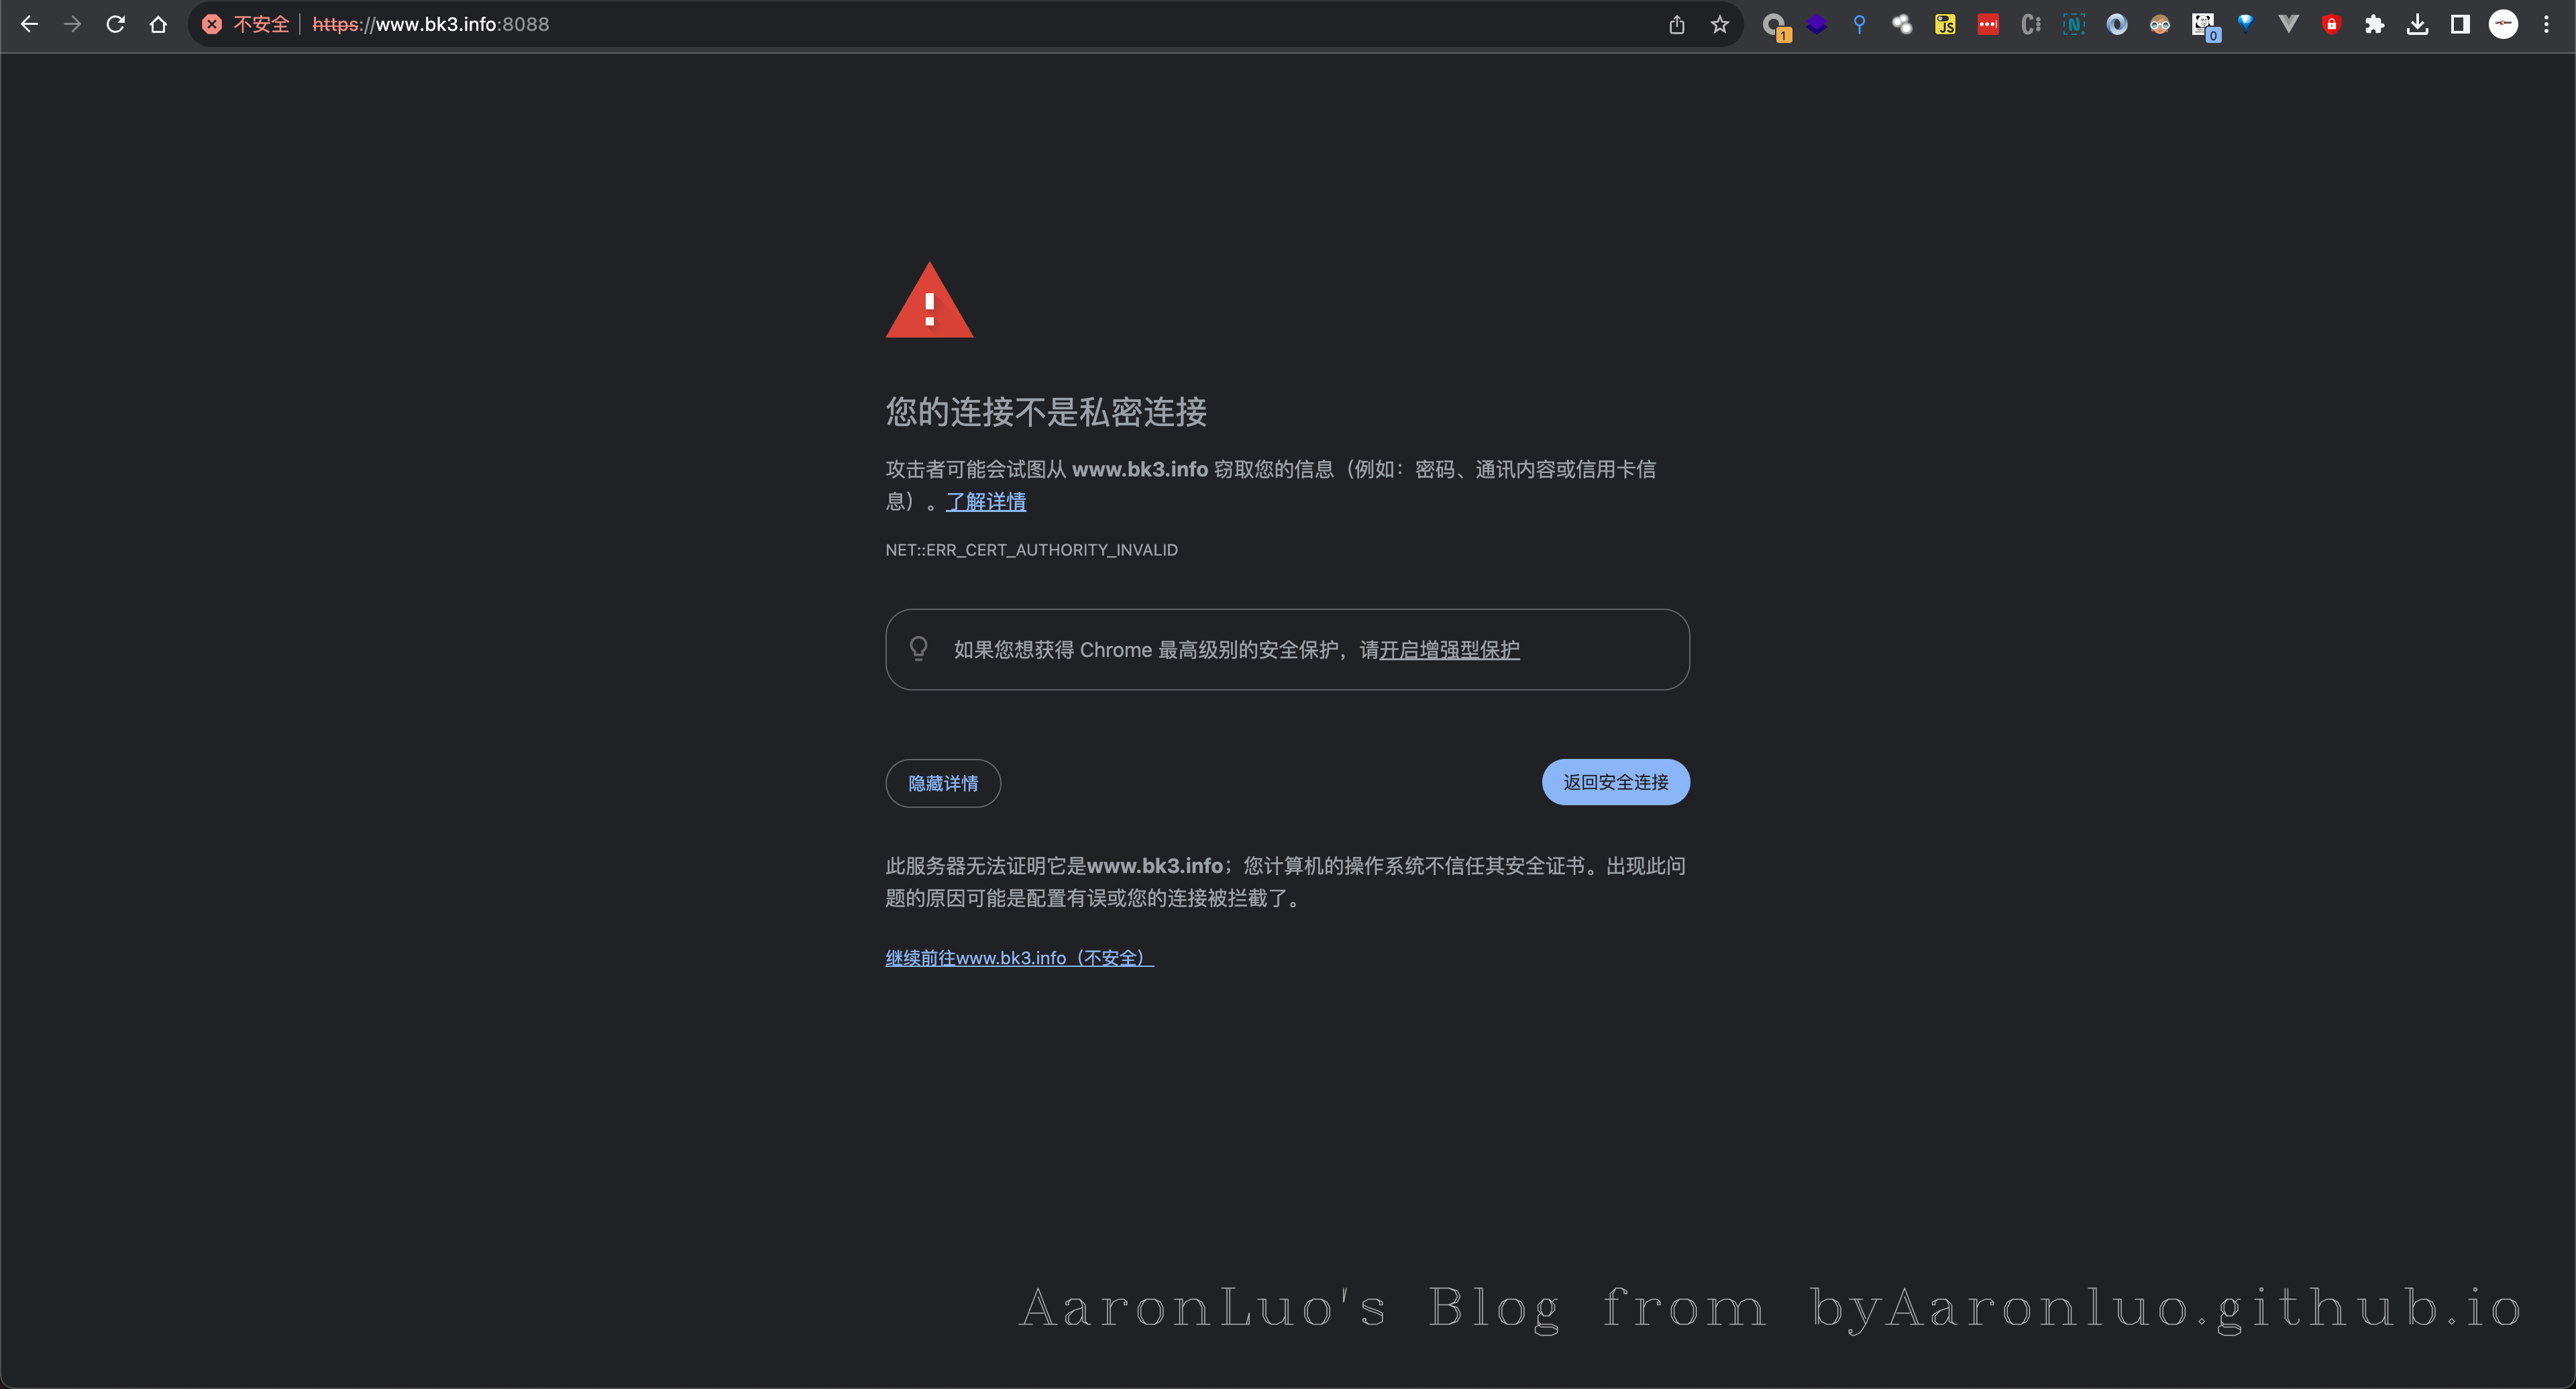 不安全 https://www.bk3.info:8088
1
JS
C
N
0
您的连接不是私密连接
攻击者可能会试图从 www.bk3.info 窃取您的信息（例如：密码、通讯内容或信用卡信
息）。了解详情
NET::ERR_CERT_AUTHORITY_INVALID
如果您想获得 Chrome 最高级别的安全保护，请开启增强型保护
隐藏详情
返回安全连接
此服务器无法证明它是www.bk3.info；您计算机的操作系统不信任其安全证书。出现此问
题的原因可能是配置有误或您的连接被拦截了。
继续前往www.bk3.info（不安全）
AaronLuo's Blog from byAaronluo.github.io